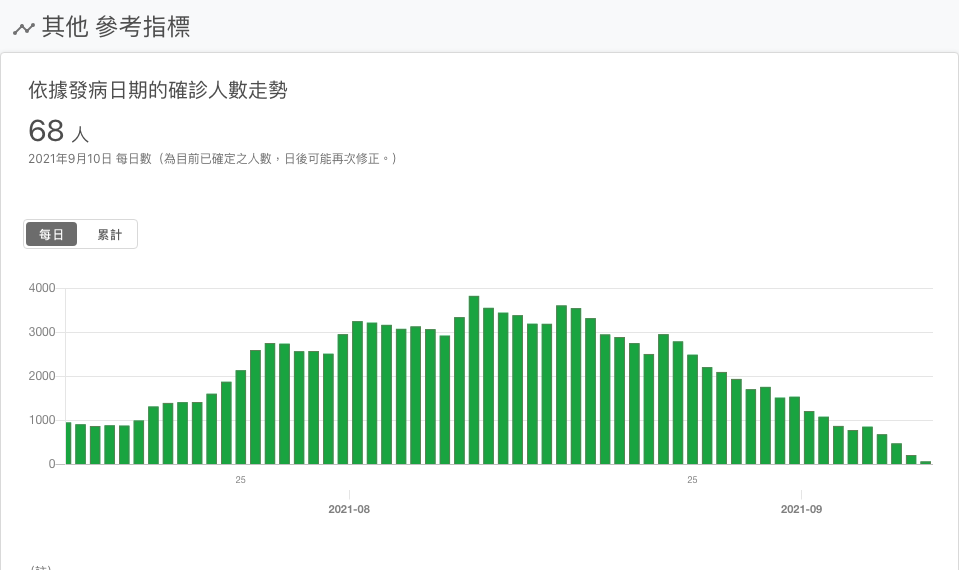 其他 參考指標
依據發病日期的確診人數走勢
68 人
2021年9月10日 每日數（為目前已確定之人數，日後可能再次修正。）
每日 累計
4000
3000
2000
1000
0
25 25
2021-08 2021-09